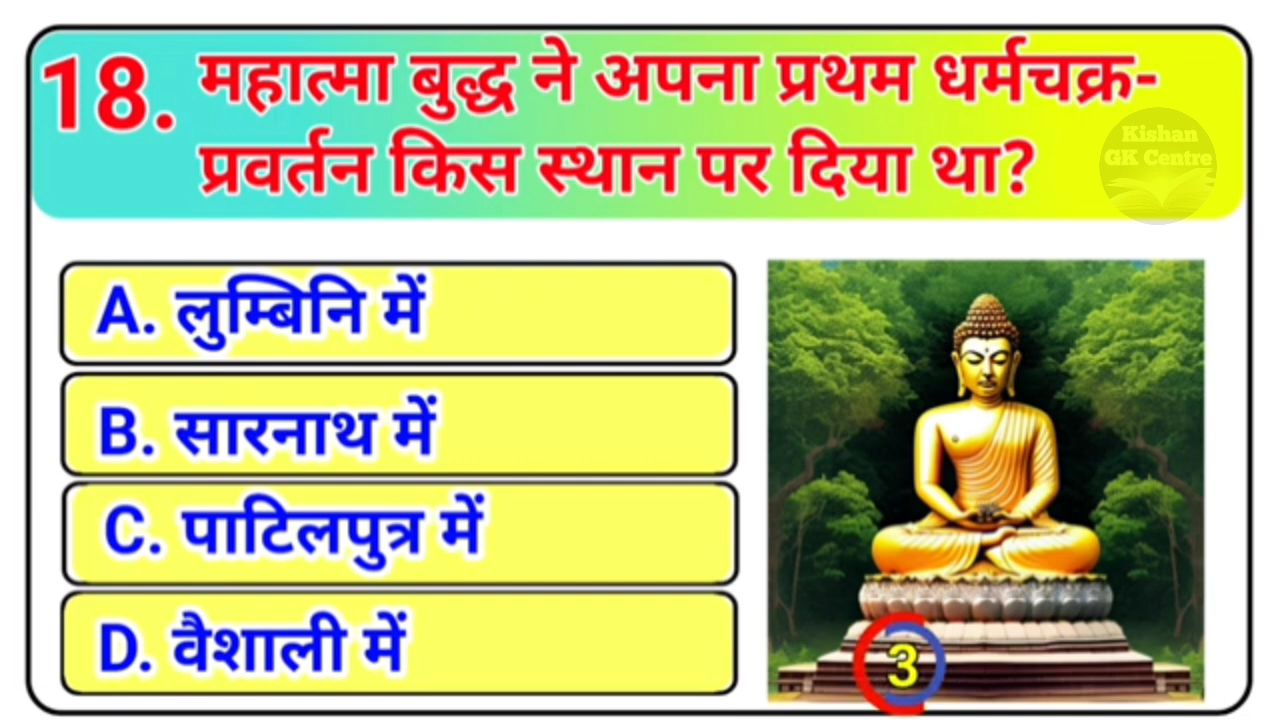 18. महात्मा बुद्ध ने अपना प्रथम धर्मचक्र-
प्रवर्तन किस स्थान पर दिया था?
Kishan
GK Centre
A. लुम्बिनि में
B. सारनाथ में
C. पाटिलपुत्र में
D. वैशाली में
3